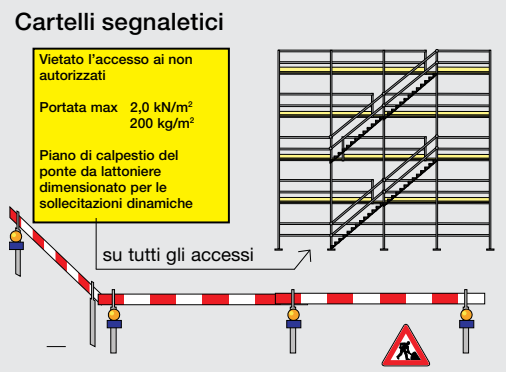 Cartelli segnaletici
Vietato l'accesso ai non
autorizzati
Portata max 2,0 kN/m²
200 kg/m²
Piano di calpestio del
ponte da lattoniere
dimensionato per le
sollecitazioni dinamiche
su tutti gli accessi